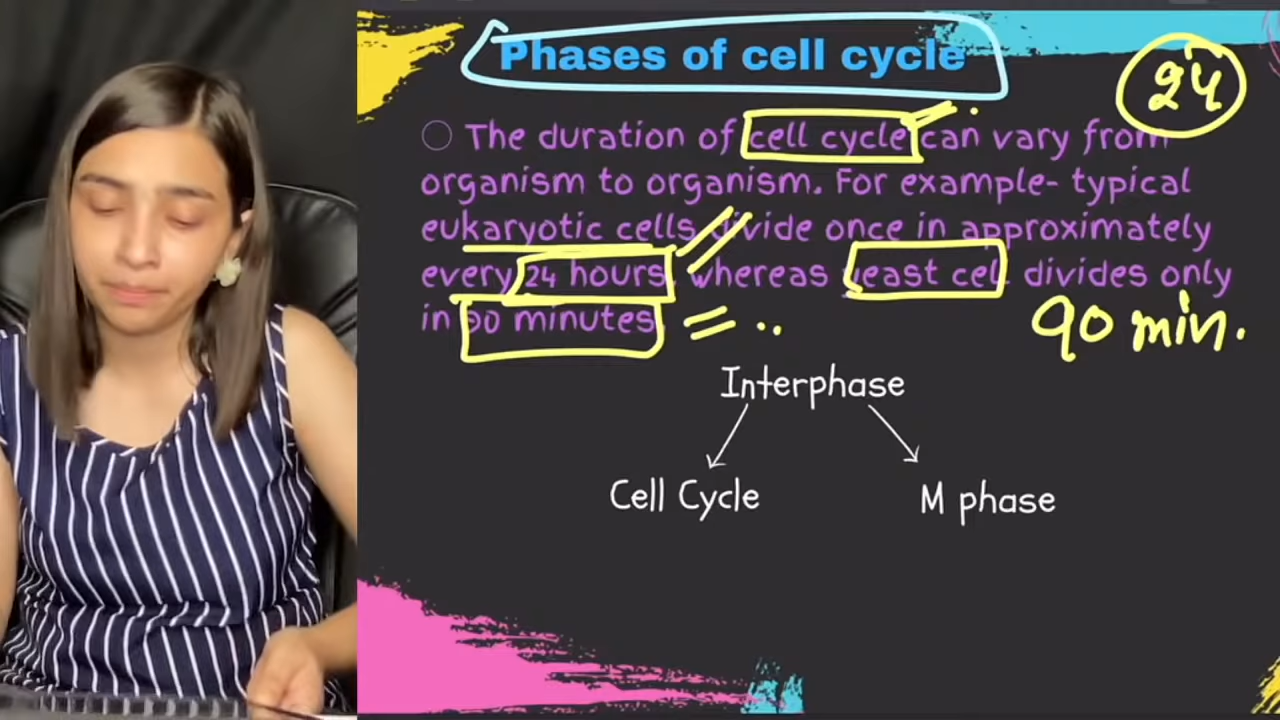 Phases of cell cycle
24
The duration of cell cycle can vary from
organism to organism. For example- typical
eukaryotic cells divide once in approximately
every 24 hours, whereas yeast cell divides only
in 90 minutes
90 min.
Interphase
Cell Cycle
M phase